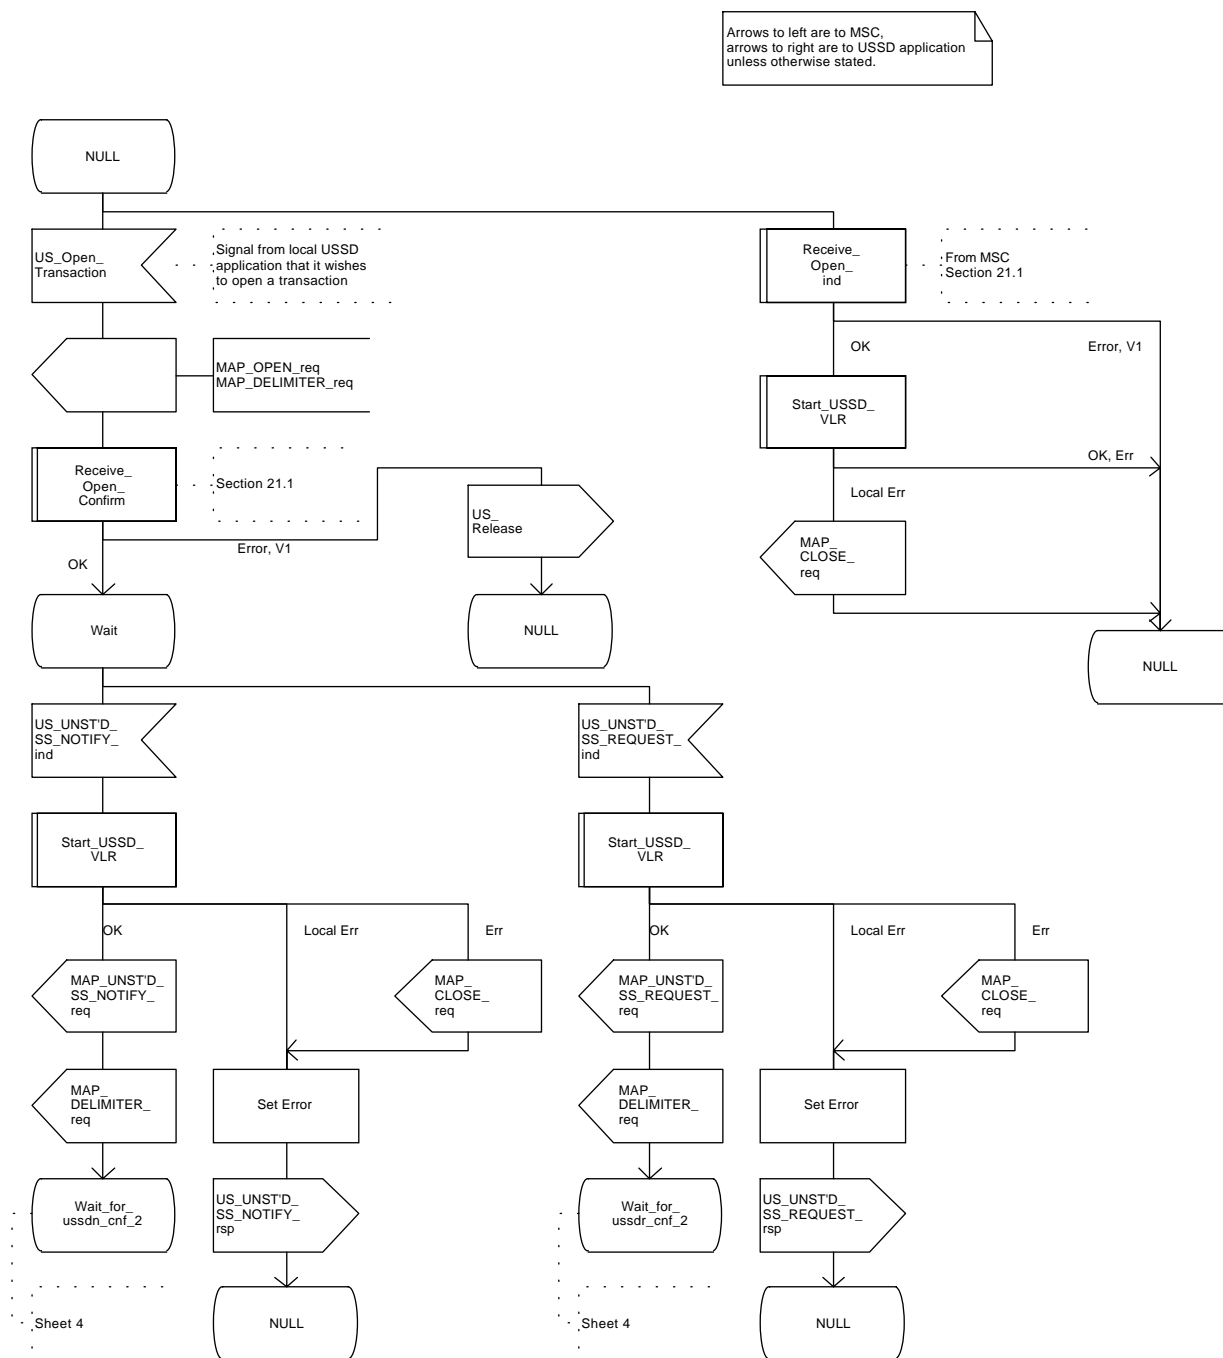 Arrows to left are to MSC,
arrows to right are to USSD application
unless otherwise stated.
NULL
US_Open_
Transaction
Signal from local USSD
application that it wishes
to open a transaction
Receive_
Open_
ind
From MSC
Section 21.1
MAP_OPEN_req
MAP_DELIMITER_req
OK
Error, V1
Start_USSD_
VLR
Receive_
Open_
Confirm
Section 21.1
OK, Err
Local Err
US_
Release
MAP_
CLOSE_
req
Error, V1
OK
Wait
NULL
NULL
US_UNST'D_
SS_NOTIFY_
ind
US_UNST'D_
SS_REQUEST_
ind
Start_USSD_
VLR
Start_USSD_
VLR
OK
Local Err
Err
OK
Local Err
Err
MAP_UNST'D_
SS_NOTIFY_
req
MAP_
CLOSE_
req
MAP_UNST'D_
SS_REQUEST_
req
MAP_
CLOSE_
req
MAP_
DELIMITER_
req
Set Error
MAP_
DELIMITER_
req
Set Error
Wait_for_
ussdn_cnf_2
US_UNST'D_
SS_NOTIFY_
rsp
Wait_for_
ussdr_cnf_2
US_UNST'D_
SS_REQUEST_
rsp
Sheet 4
NULL
Sheet 4
NULL